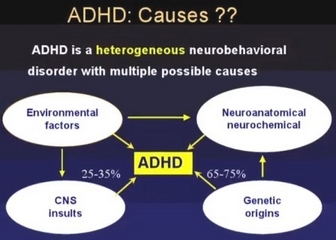 ADHD: Causes ??
ADHD is a heterogeneous neurobehavioral
disorder with multiple possible causes
Environmental
factors
Neuroanatomical
neurochemical
ADHD
25-35%
65-75%
CNS
insults
Genetic
origins